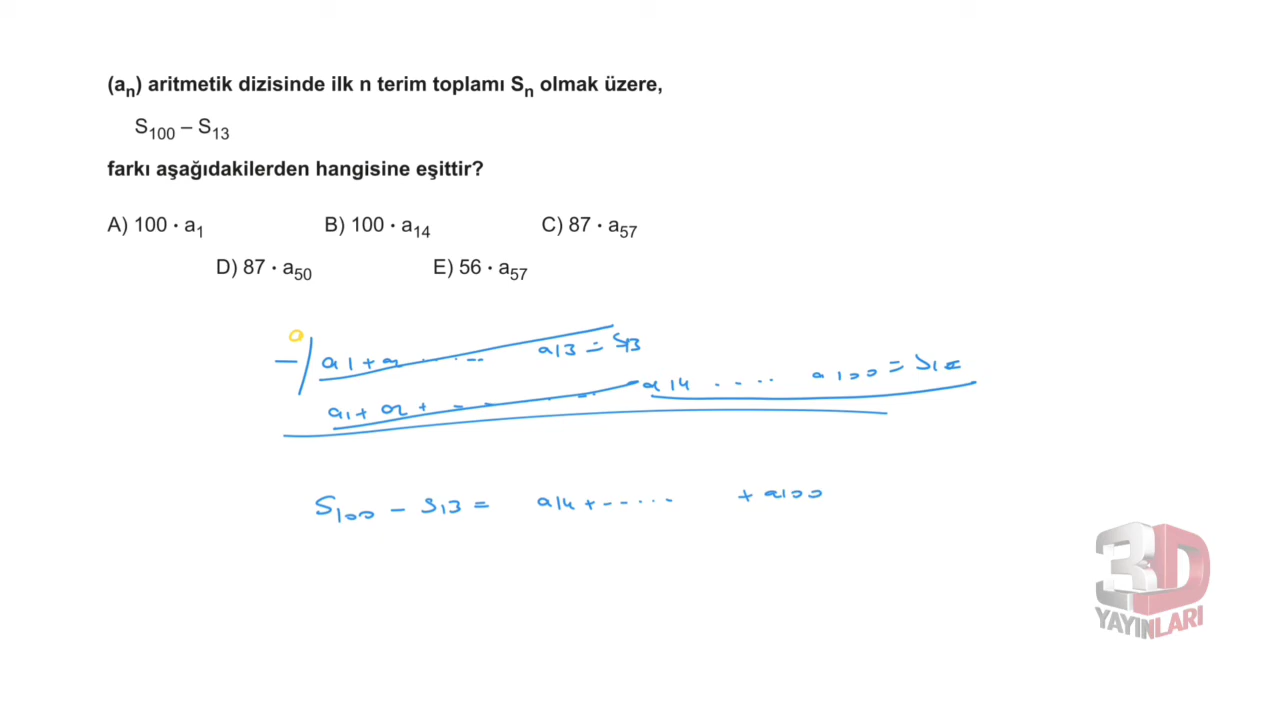 (aₙ) aritmetik dizisinde ilk n terim toplamı Sₙ olmak üzere,
S₁₀₀ – S₁₃
farkı aşağıdakilerden hangisine eşittir?
A) 100 · a₁ B) 100 · a₁₄ C) 87 · a₅₇
D) 87 · a₅₀ E) 56 · a₅₇
a1 + a ..... a13 = S13
–/ a1 + a2 + ..... a14 ..... a100 = S100
S100 – S13 = a14 + ...... + a100
3D
YAYINLARI